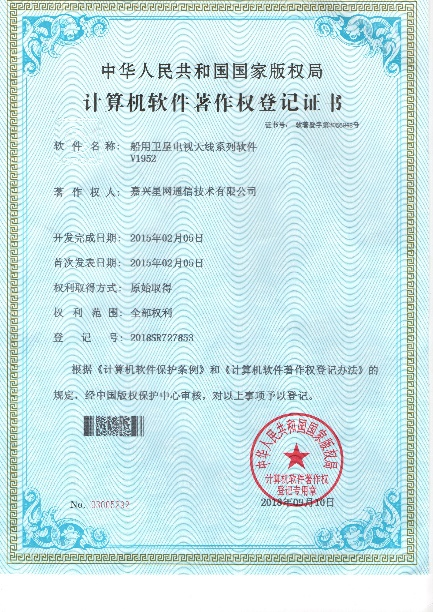 中华人民共和国国家版权局
计算机软件著作权登记证书
证书号： 软著登字第号
软件名称： 船用卫星电视天线系列软件
V1952
著作权人： 嘉兴星网通信技术有限公司
开发完成日期： 2015年02月05日
首次发表日期： 2015年02月05日
权利取得方式： 原始取得
权利范围： 全部权利
登记号： 2018SR727853
根据《计算机软件保护条例》和《计算机软件著作权登记办法》的
规定，经中国版权保护中心审核，对以上事项予以登记。
中华人民共和国国家版权局
计算机软件著作权
登记专用章
No.
2018年09月10日